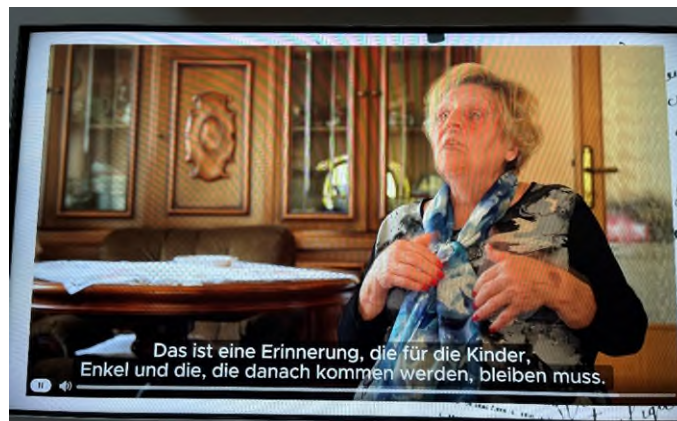 Das ist eine Erinnerung, die für die Kinder,
Enkel und die, die danach kommen werden, bleiben muss.